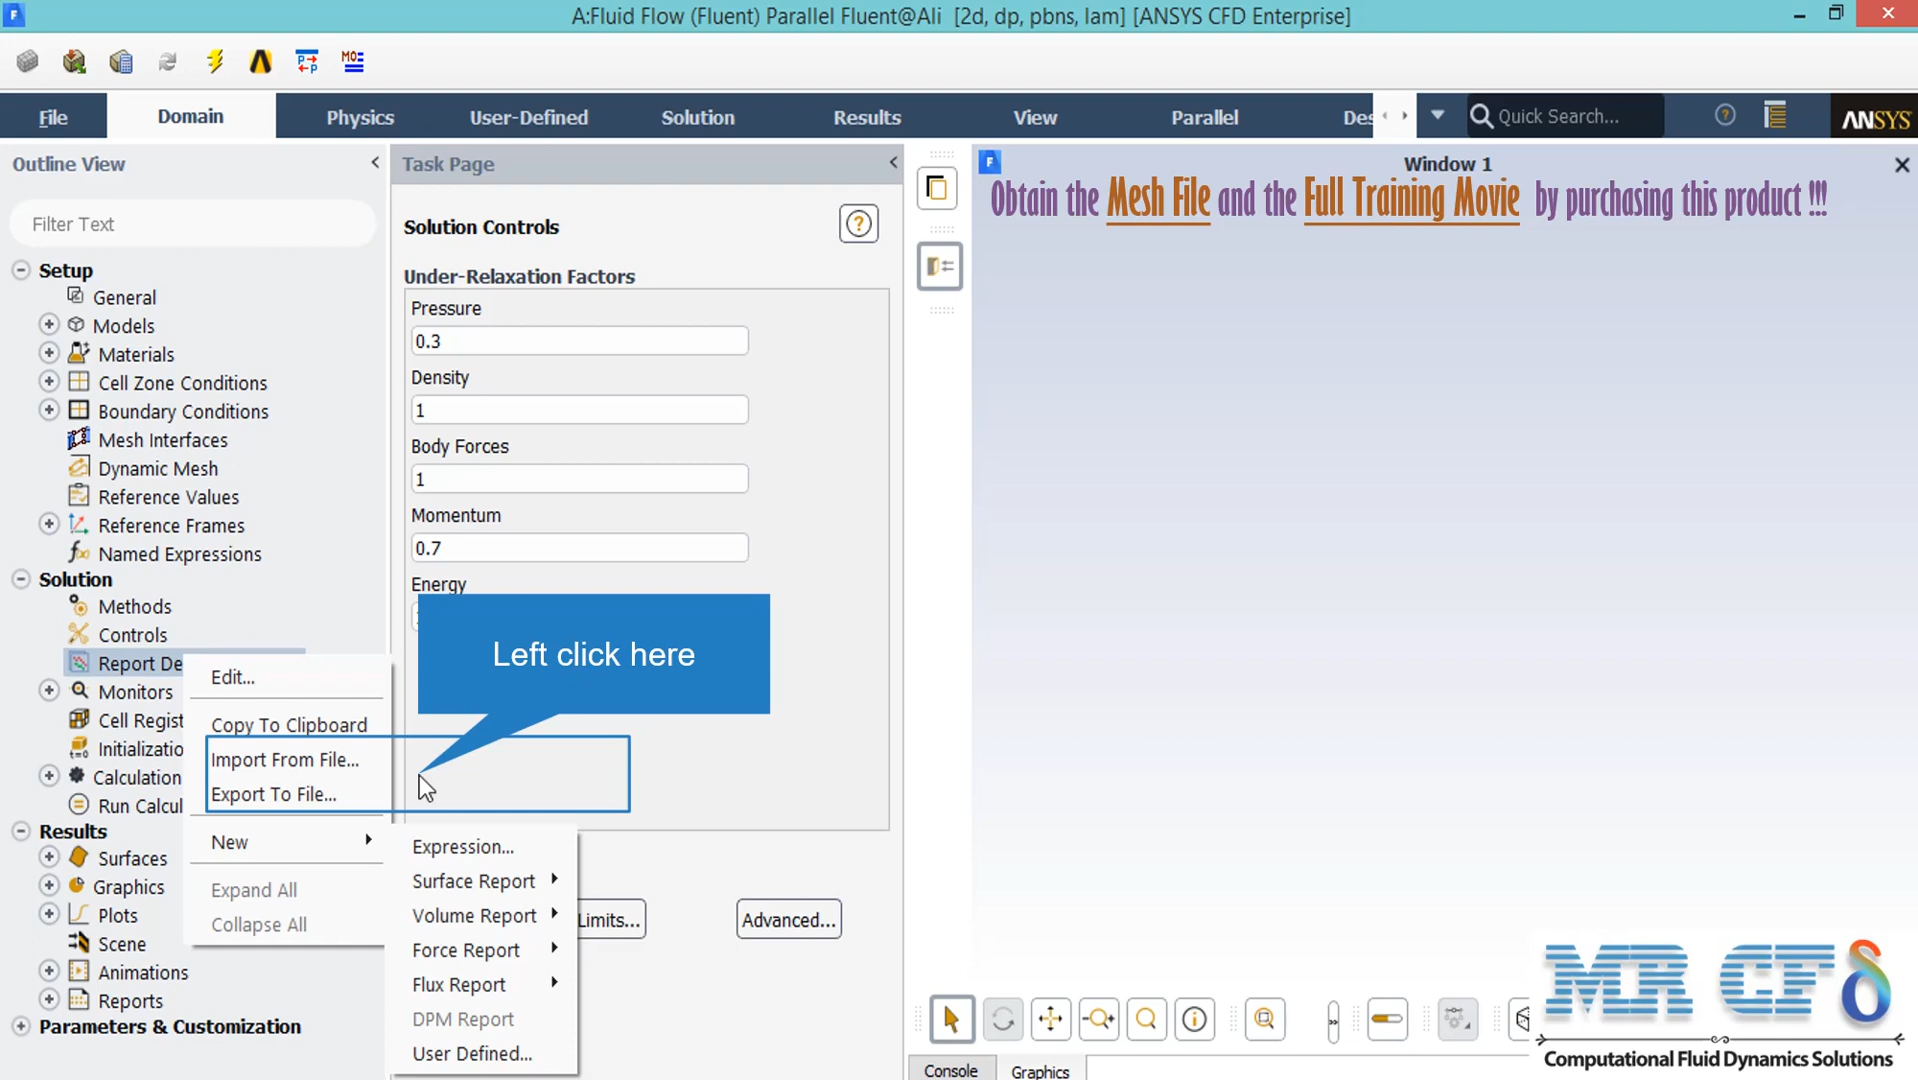 A:Fluid Flow (Fluent) Parallel Fluent@Ali [2d, dp, pbns, lam] [ANSYS CFD Enterprise]
File
Domain
Physics
User-Defined
Solution
Results
View
Parallel
Quick Search...
ANSYS
Outline View
Filter Text
Setup
General
Models
Materials
Cell Zone Conditions
Boundary Conditions
Mesh Interfaces
Dynamic Mesh
Reference Values
Reference Frames
Named Expressions
Solution
Methods
Controls
Report De
Monitors
Cell Regist
Initializatio
Calculation
Run Calcul
Results
Surfaces
Graphics
Plots
Scene
Animations
Reports
Parameters & Customization
Edit...
Copy To Clipboard
Import From File...
Export To File...
New
Expand All
Collapse All
Expression...
Surface Report
Volume Report
Force Report
Flux Report
DPM Report
User Defined...
Task Page
Solution Controls
Under-Relaxation Factors
Pressure
0.3
Density
1
Body Forces
1
Momentum
0.7
Energy
Left click here
Limits...
Advanced...
Window 1
Obtain the Mesh File and the Full Training Movie by purchasing this product !!!
Console
Graphics
MR CFD
Computational Fluid Dynamics Solutions